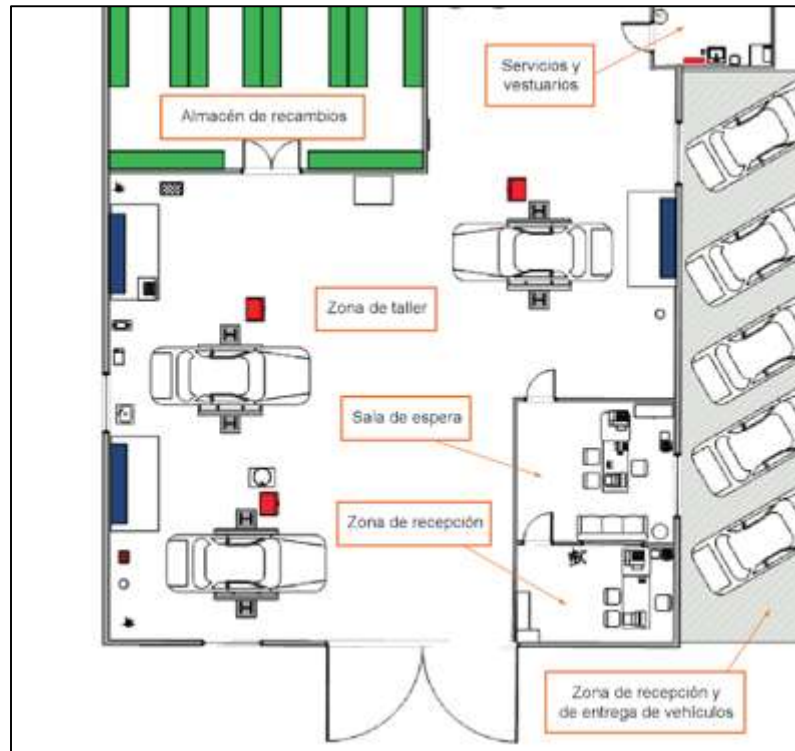 Servicios y
vestuarios
Almacén de recambios
Zona de taller
Sala de espera
Zona de recepción
Zona de recepción y
de entrega de vehículos